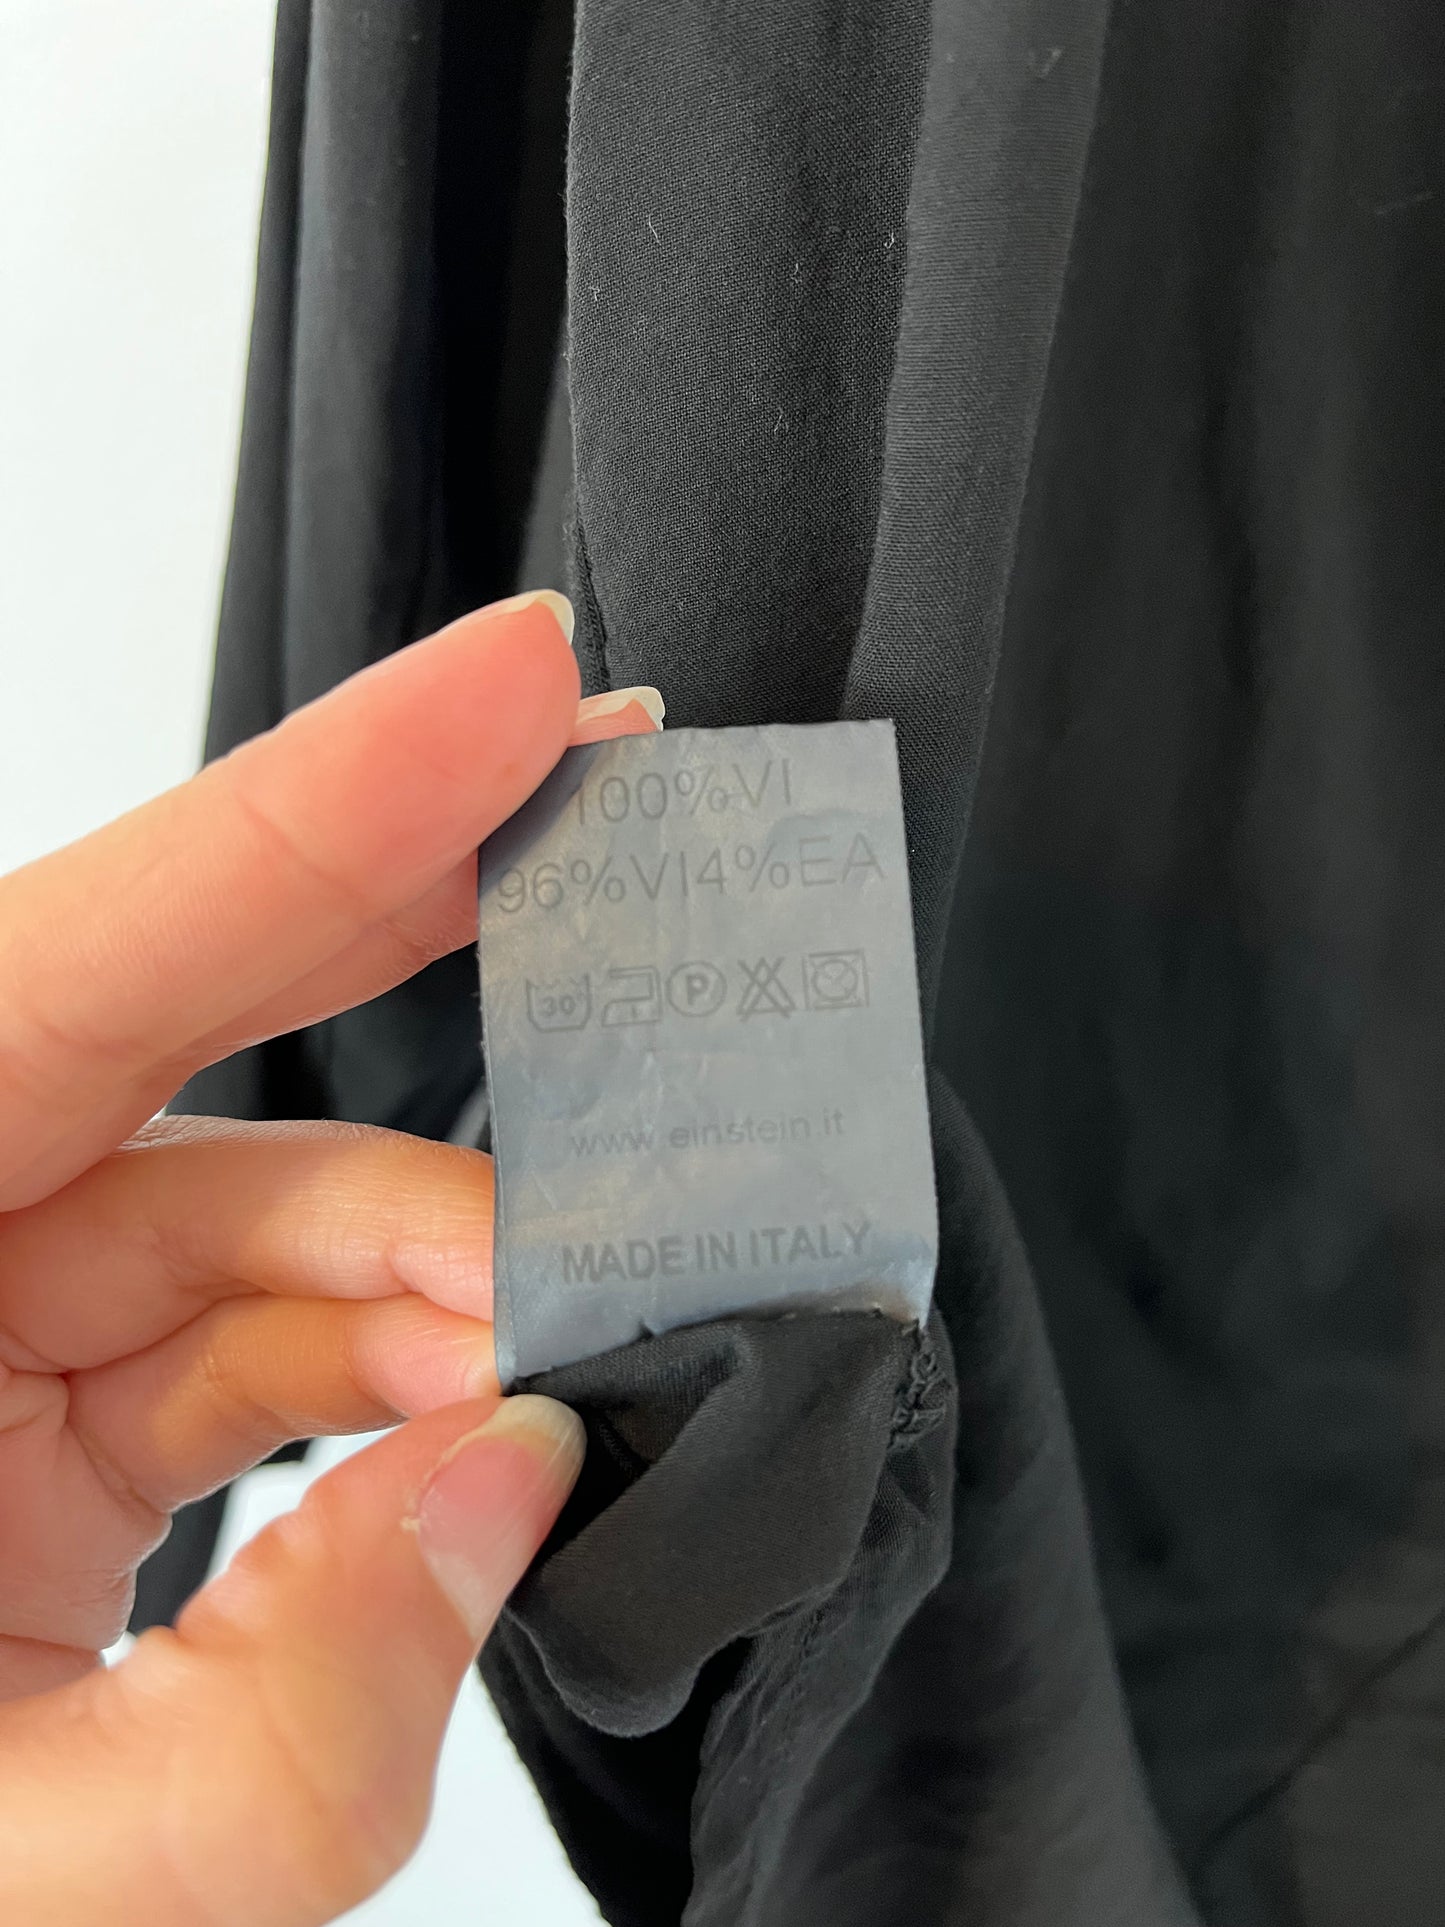 100%VI
96%VI4%EA
30° P
www.einstein.it
MADE IN ITALY